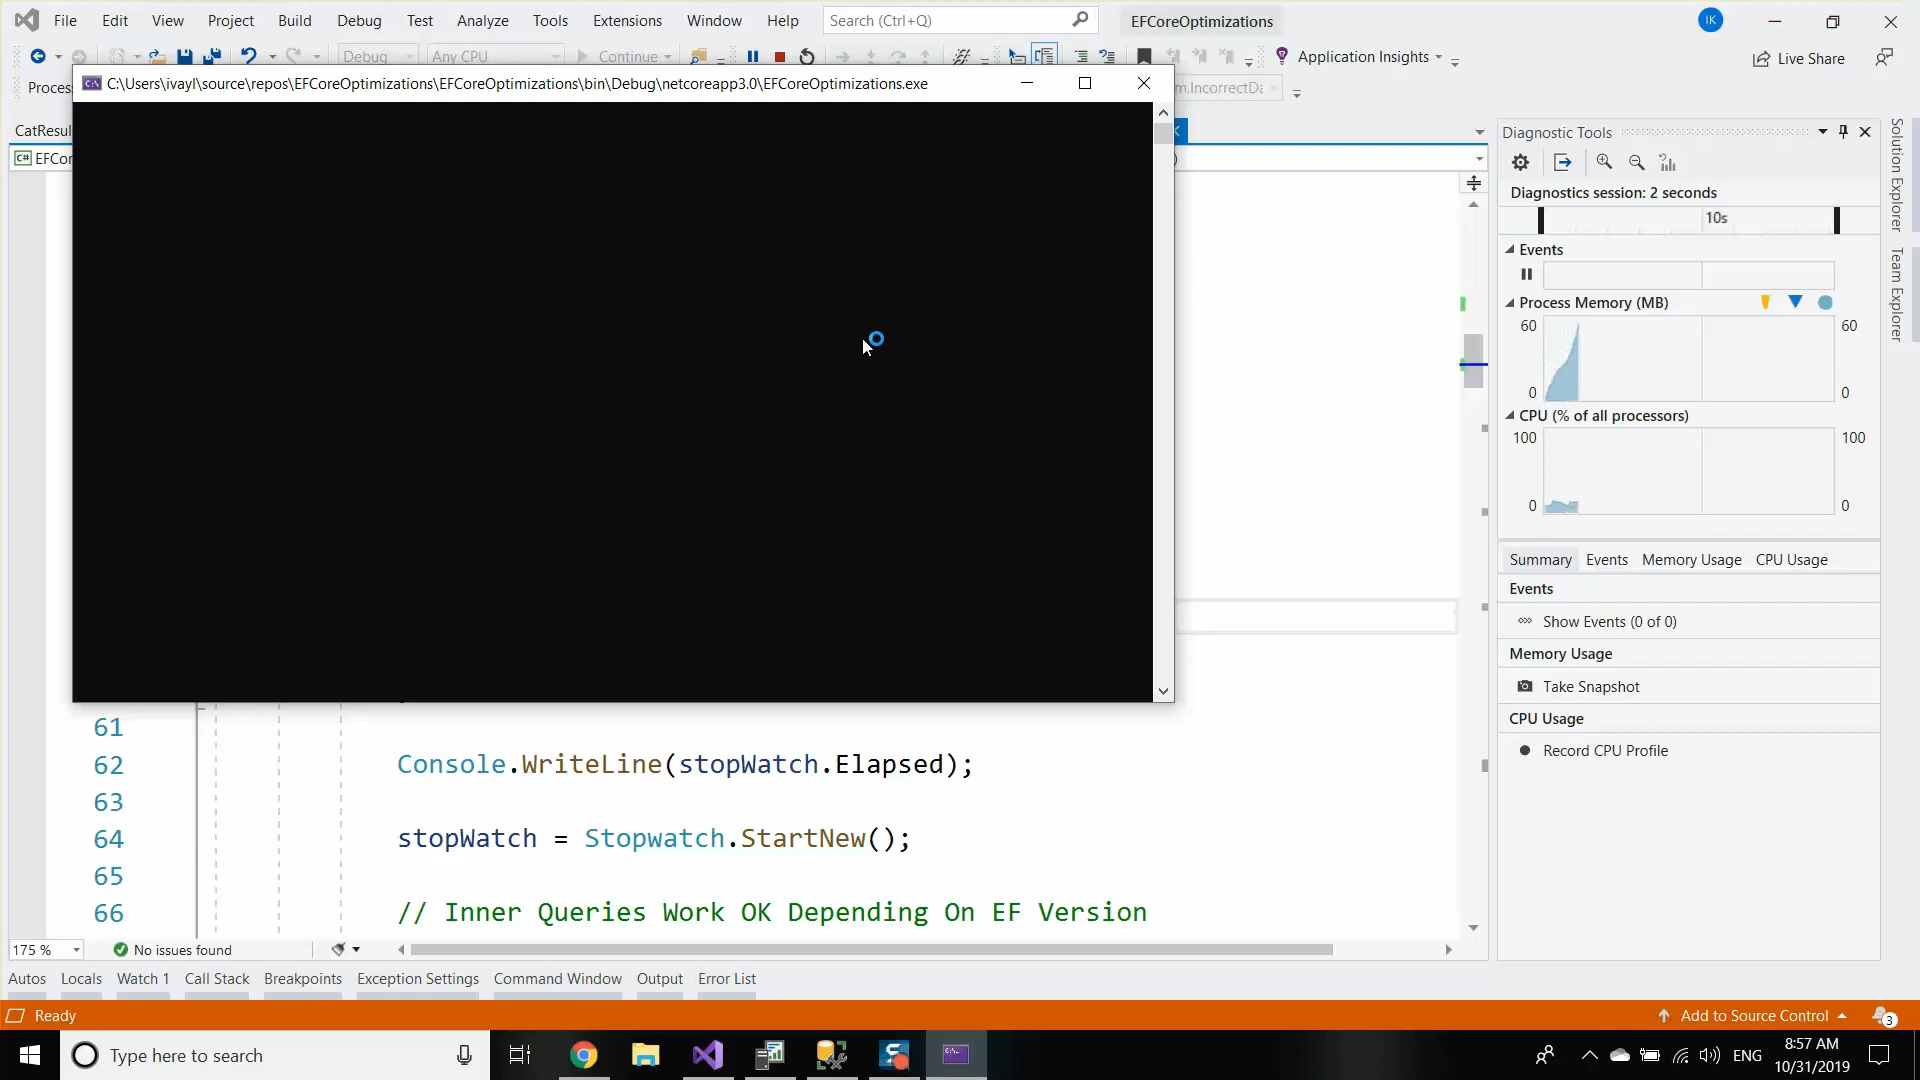 File Edit View Project Build Debug Test Analyze Tools Extensions Window Help Search (Ctrl+Q) EFCoreOptimizations IK
Debug Any CPU Continue Application Insights Live Share
C:\Users\ivayl\source\repos\EFCoreOptimizations\EFCoreOptimizations\bin\Debug\netcoreapp3.0\EFCoreOptimizations.exe
Diagnostic Tools
Diagnostics session: 2 seconds
10s
Events
Process Memory (MB)
60 60
0 0
CPU (% of all processors)
100 100
0 0
Summary Events Memory Usage CPU Usage
Events
Show Events (0 of 0)
Memory Usage
Take Snapshot
CPU Usage
Record CPU Profile
Solution Explorer
Team Explorer
61
62 Console.WriteLine(stopWatch.Elapsed);
63
64 stopWatch = Stopwatch.StartNew();
65
66 // Inner Queries Work OK Depending On EF Version
175 % No issues found
Autos Locals Watch 1 Call Stack Breakpoints Exception Settings Command Window Output Error List
Ready Add to Source Control 3
Type here to search ENG 8:57 AM
10/31/2019